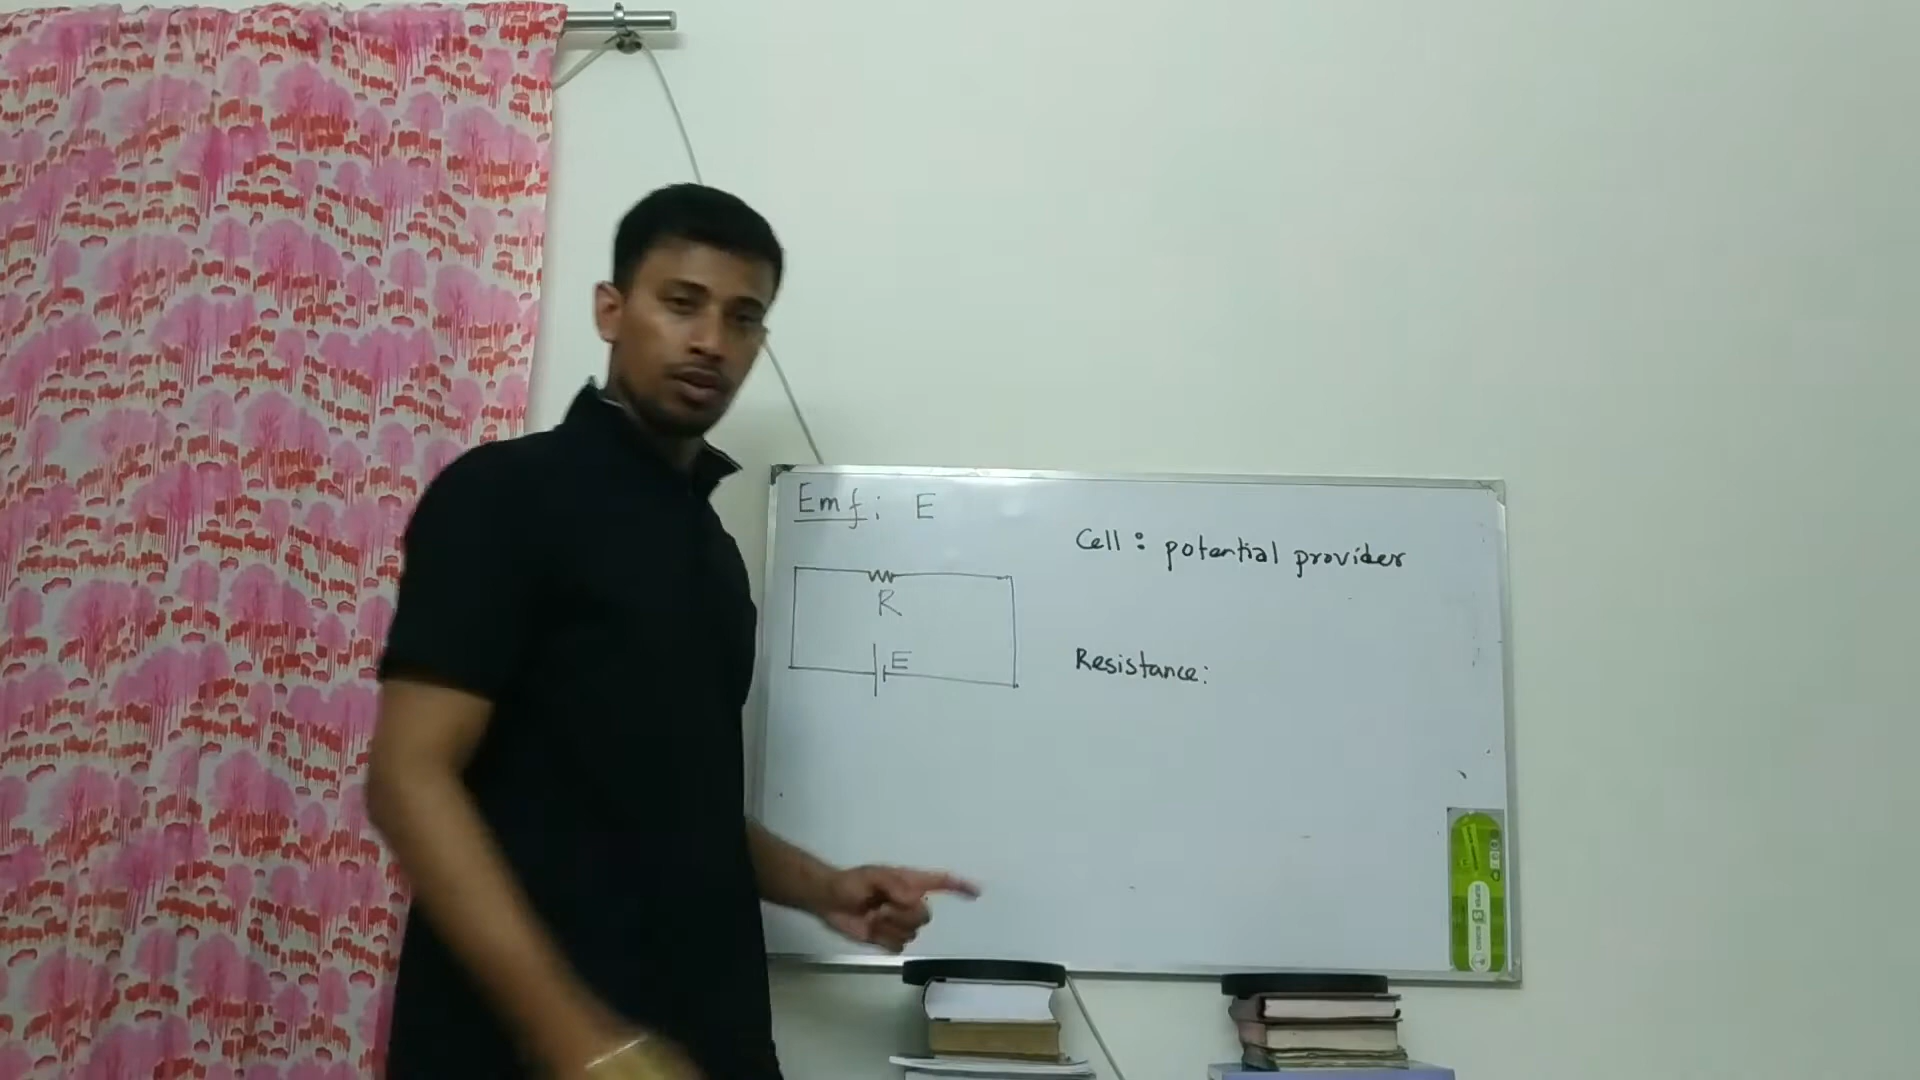 Emf: E
Cell: potential provider
R
E
Resistance: